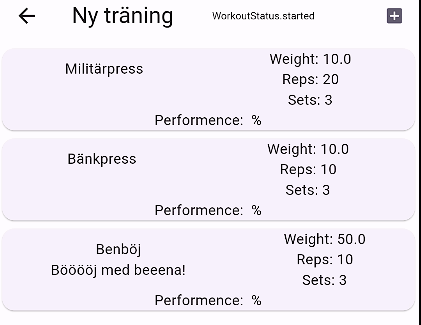 Ny träning WorkoutStatus.started
Militärpress
Weight: 10.0
Reps: 20
Sets: 3
Performence: %
Bänkpress
Weight: 10.0
Reps: 10
Sets: 3
Performence: %
Benböj
Bööööj med beeena!
Weight: 50.0
Reps: 10
Sets: 3
Performence: %